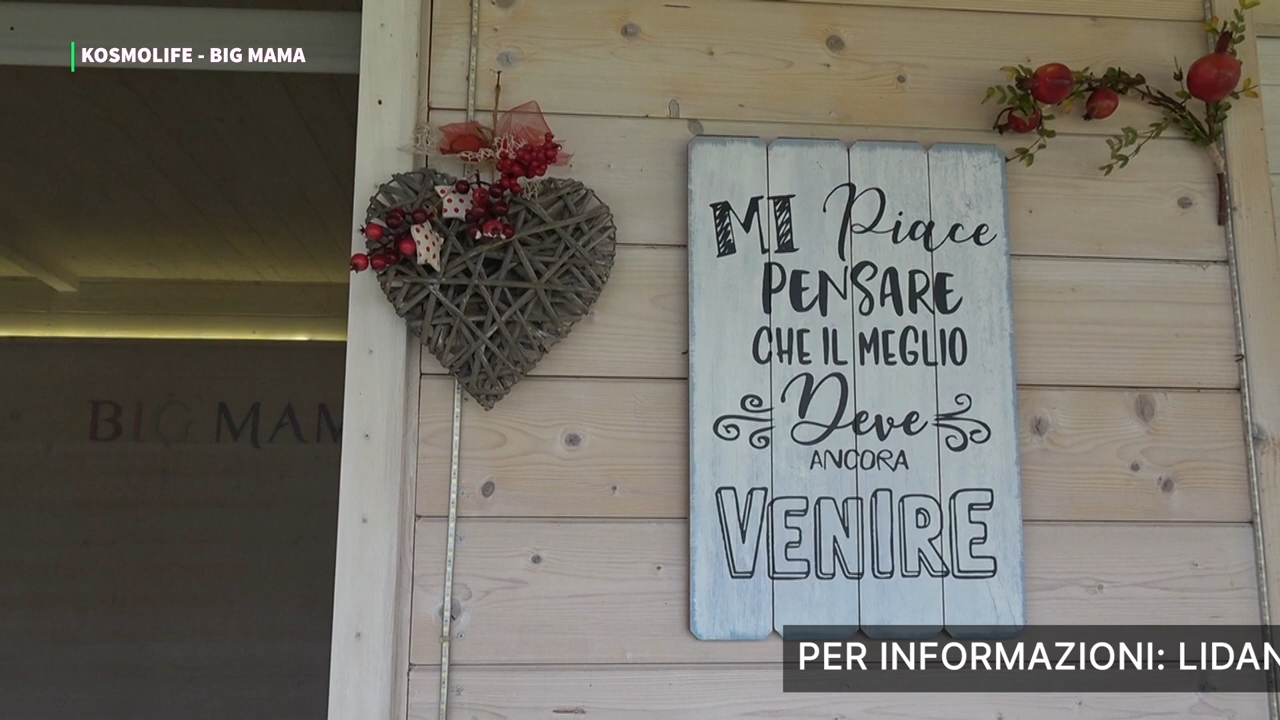 KOSMOLIFE - BIG MAMA
MI Piace
PENSARE
CHE IL MEGLIO
Deve
ANCORA
VENIRE
BIG MAM
PER INFORMAZIONI: LIDAN